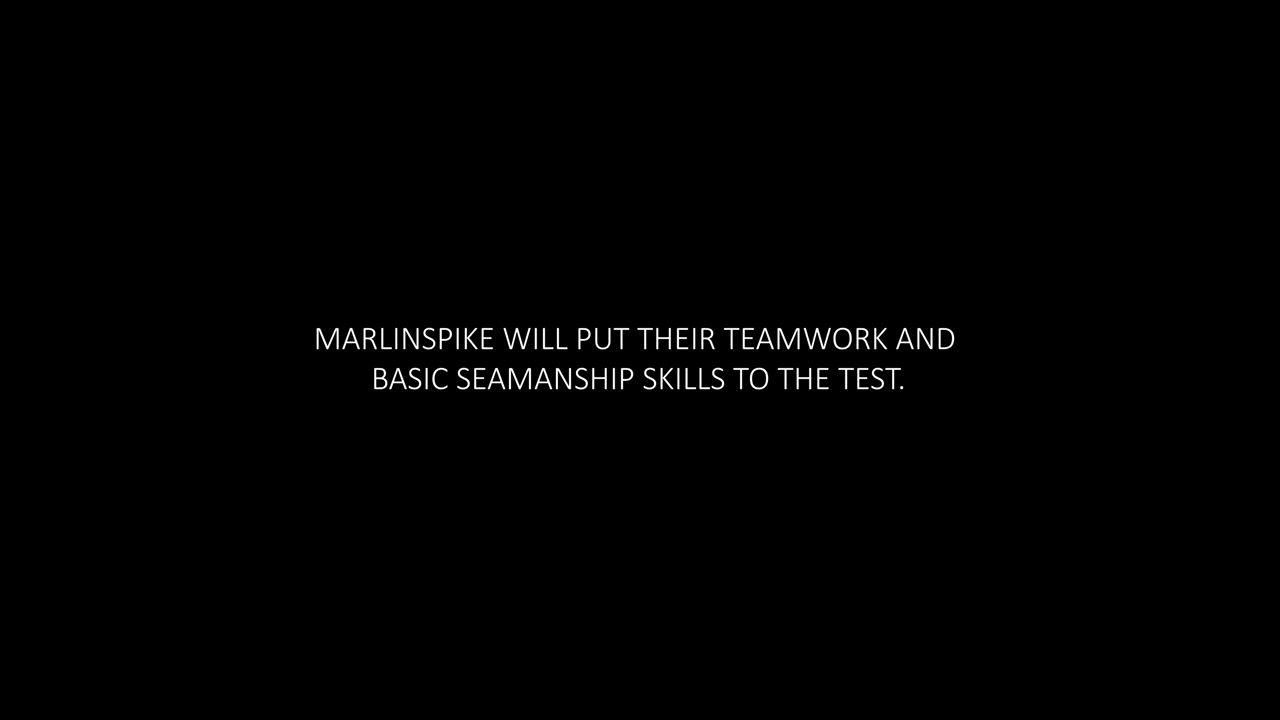 MARLINSPIKE WILL PUT THEIR TEAMWORK AND
BASIC SEAMANSHIP SKILLS TO THE TEST.